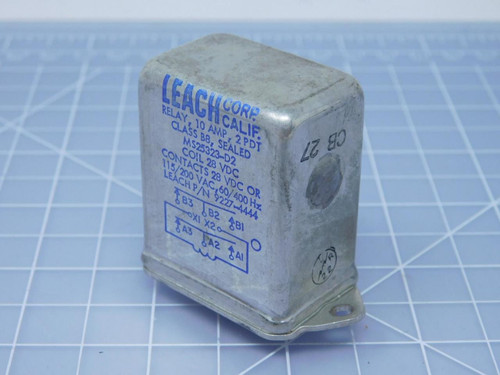 LEACH CORP.
CALIF.
RELAY, 10 AMP, 2 PDT
CLASS B8, SEALED
MS25323-D2
COIL 28 VDC
CONTACTS 28 VDC OR
115/200 VAC, 60/400 Hz
LEACH P/N 9227-4444
B3 B2 B1
X1 X2
A3 A2 A1
CB 27